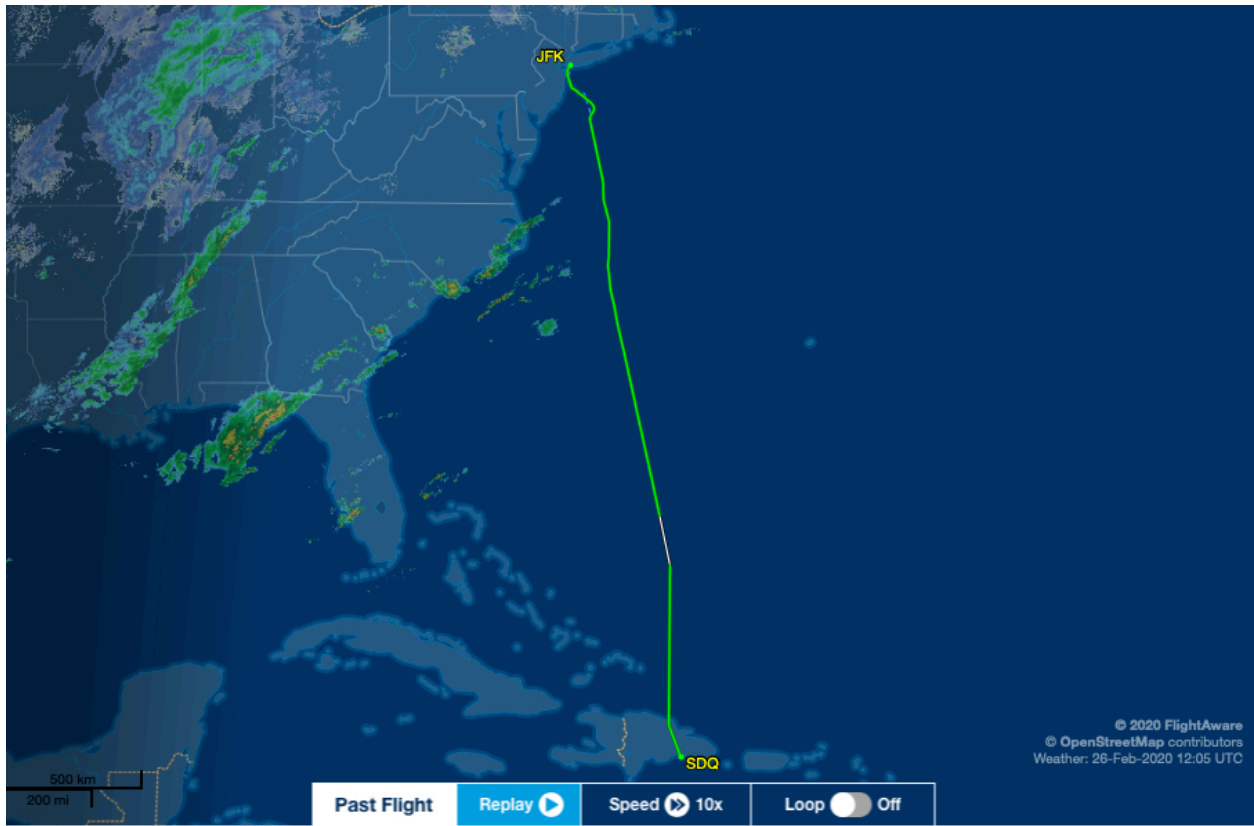 JFK
SDQ
© 2020 FlightAware
© OpenStreetMap contributors
Weather: 26-Feb-2020 12:05 UTC
500 km
200 mi
Past Flight
Replay
Speed 10x
Loop Off